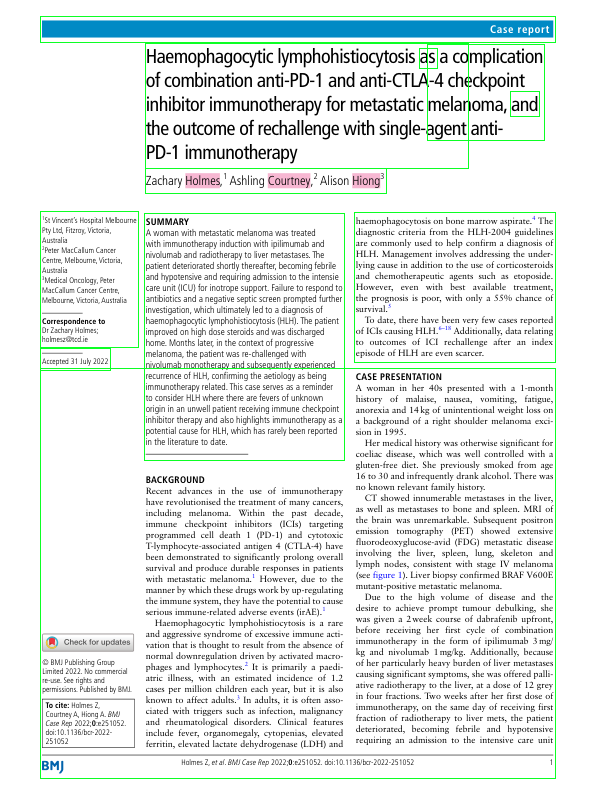 Case report
Haemophagocytic lymphohistiocytosis as a complication
of combination anti-PD-1 and anti-CTLA-4 checkpoint
inhibitor immunotherapy for metastatic melanoma, and
the outcome of rechallenge with single-agent anti-
PD-1 immunotherapy
Zachary Holmes,1 Ashling Courtney,2 Alison Hiong3
1St Vincent's Hospital Melbourne
Pty Ltd, Fitzroy, Victoria,
Australia
2Peter MacCallum Cancer
Centre, Melbourne, Victoria,
Australia
3Medical Oncology, Peter
MacCallum Cancer Centre,
Melbourne, Victoria, Australia
Correspondence to
Dr Zachary Holmes;
holmesz@tcd.ie
Accepted 31 July 2022
Check for updates
© BMJ Publishing Group
Limited 2022. No commercial
re-use. See rights and
permissions. Published by BMJ.
To cite: Holmes Z,
Courtney A, Hiong A. BMJ
Case Rep 2022;0:e251052.
doi:10.1136/bcr-2022-
251052
SUMMARY
A woman with metastatic melanoma was treated
with immunotherapy induction with ipilimumab and
nivolumab and radiotherapy to liver metastases. The
patient deteriorated shortly thereafter, becoming febrile
and hypotensive and requiring admission to the intensive
care unit (ICU) for inotrope support. Failure to respond to
antibiotics and a negative septic screen prompted further
investigation, which ultimately led to a diagnosis of
haemophagocytic lymphohistiocytosis (HLH). The patient
improved on high dose steroids and was discharged
home. Months later, in the context of progressive
melanoma, the patient was re-challenged with
nivolumab monotherapy and subsequently experienced
recurrence of HLH, confirming the aetiology as being
immunotherapy related. This case serves as a reminder
to consider HLH where there are fevers of unknown
origin in an unwell patient receiving immune checkpoint
inhibitor therapy and also highlights immunotherapy as a
potential cause for HLH, which has rarely been reported
in the literature to date.
BACKGROUND
Recent advances in the use of immunotherapy
have revolutionised the treatment of many cancers,
including melanoma. Within the past decade,
immune checkpoint inhibitors (ICIs) targeting
programmed cell death 1 (PD-1) and cytotoxic
T-lymphocyte-associated antigen 4 (CTLA-4) have
been demonstrated to significantly prolong overall
survival and produce durable responses in patients
with metastatic melanoma.1 However, due to the
manner by which these drugs work by up-regulating
the immune system, they have the potential to cause
serious immune-related adverse events (irAE).1
Haemophagocytic lymphohistiocytosis is a rare
and aggressive syndrome of excessive immune acti-
vation that is thought to result from the absence of
normal downregulation driven by activated macro-
phages and lymphocytes.2 It is primarily a paedi-
atric illness, with an estimated incidence of 1.2
cases per million children each year, but it is also
known to affect adults.3 In adults, it is often asso-
ciated with triggers such as infection, malignancy
and rheumatological disorders. Clinical features
include fever, organomegaly, cytopenias, elevated
ferritin, elevated lactate dehydrogenase (LDH) and
haemophagocytosis on bone marrow aspirate.4 The
diagnostic criteria from the HLH-2004 guidelines
are commonly used to help confirm a diagnosis of
HLH. Management involves addressing the under-
lying cause in addition to the use of corticosteroids
and chemotherapeutic agents such as etoposide.
However, even with best available treatment,
the prognosis is poor, with only a 55% chance of
survival.5
To date, there have been very few cases reported
of ICIs causing HLH.6–18 Additionally, data relating
to outcomes of ICI rechallenge after an index
episode of HLH are even scarcer.
CASE PRESENTATION
A woman in her 40s presented with a 1-month
history of malaise, nausea, vomiting, fatigue,
anorexia and 14 kg of unintentional weight loss on
a background of a right shoulder melanoma exci-
sion in 1995.
Her medical history was otherwise significant for
coeliac disease, which was well controlled with a
gluten-free diet. She previously smoked from age
16 to 30 and infrequently drank alcohol. There was
no known relevant family history.
CT showed innumerable metastases in the liver,
as well as metastases to bone and spleen. MRI of
the brain was unremarkable. Subsequent positron
emission tomography (PET) showed extensive
fluorodeoxyglucose-avid (FDG) metastatic disease
involving the liver, spleen, lung, skeleton and
lymph nodes, consistent with stage IV melanoma
(see figure 1). Liver biopsy confirmed BRAF V600E
mutant-positive metastatic melanoma.
Due to the high volume of disease and the
desire to achieve prompt tumour debulking, she
was given a 2 week course of dabrafenib upfront,
before receiving her first cycle of combination
immunotherapy in the form of ipilimumab 3 mg/
kg and nivolumab 1 mg/kg. Additionally, because
of her particularly heavy burden of liver metastases
causing significant symptoms, she was offered palli-
ative radiotherapy to the liver, at a dose of 12 grey
in four fractions. Two weeks after her first dose of
immunotherapy, on the same day of receiving first
fraction of radiotherapy to liver mets, the patient
deteriorated, becoming febrile and hypotensive
requiring an admission to the intensive care unit
BMJ
Holmes Z, et al. BMJ Case Rep 2022;0:e251052. doi:10.1136/bcr-2022-251052
1